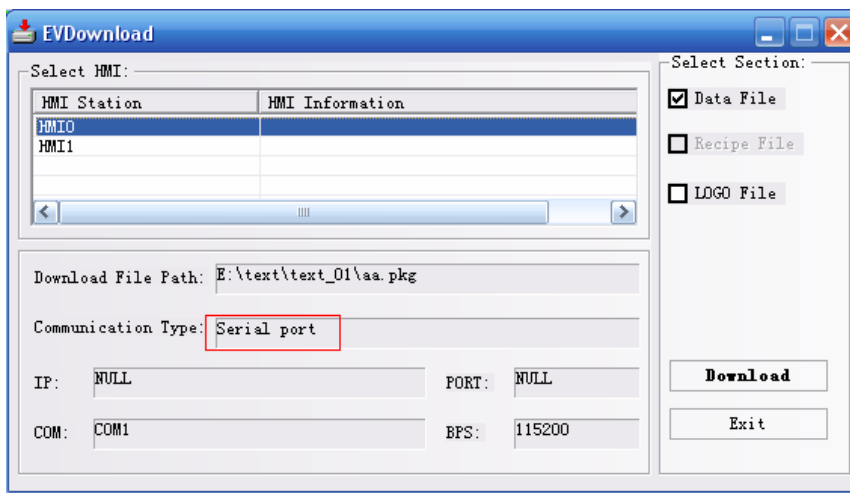 EVDownload
Select HMI:
HMI Station HMI Information
HMI0
HMI1
Download File Path: E:\text\text_01\aa.pkg
Communication Type: Serial port
IP: NULL PORT: NULL
COM: COM1 BPS: 115200
Select Section:
Data File
Recipe File
LOGO File
Download
Exit